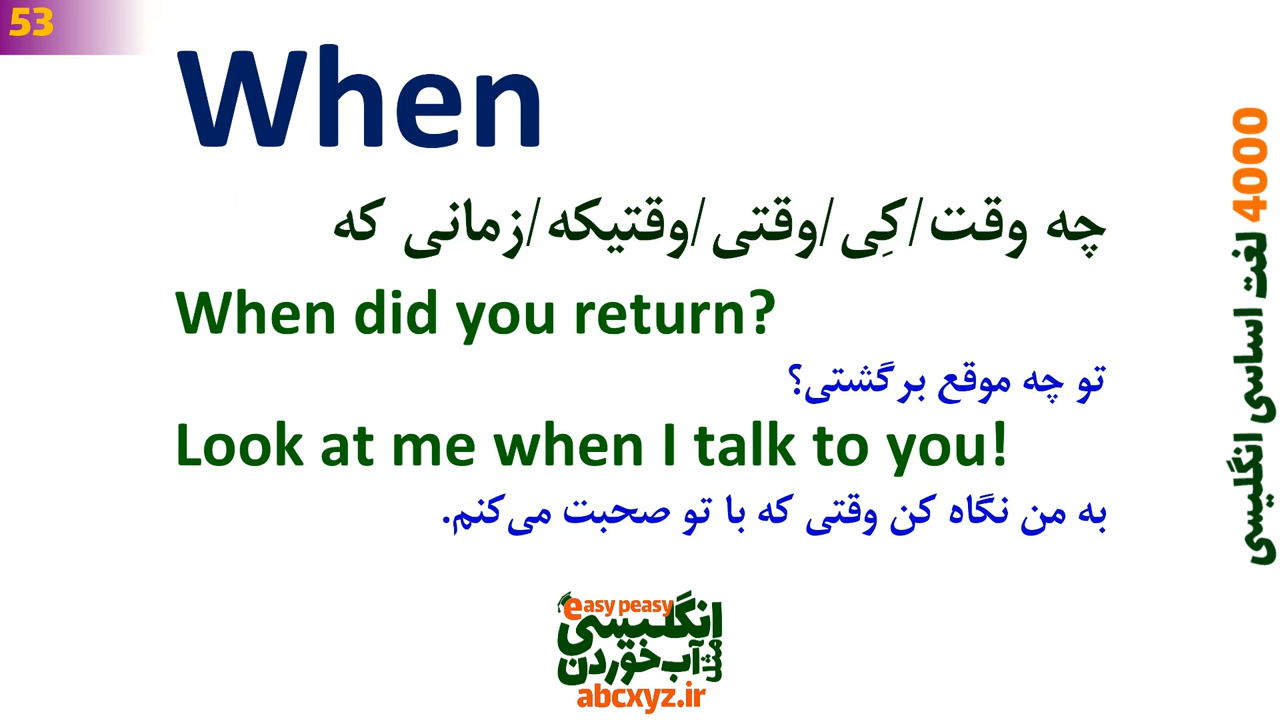 53
When
چه وقت/کِی/وقتی/وقتیکه/زمانی که
When did you return?
تو چه موقع برگشتی؟
Look at me when I talk to you!
به من نگاه کن وقتی که با تو صحبت می‌کنم.
4000 لغت اساسی انگلیسی
easy peasy
انگلیسی
مثل آب خوردن
abcxyz.ir